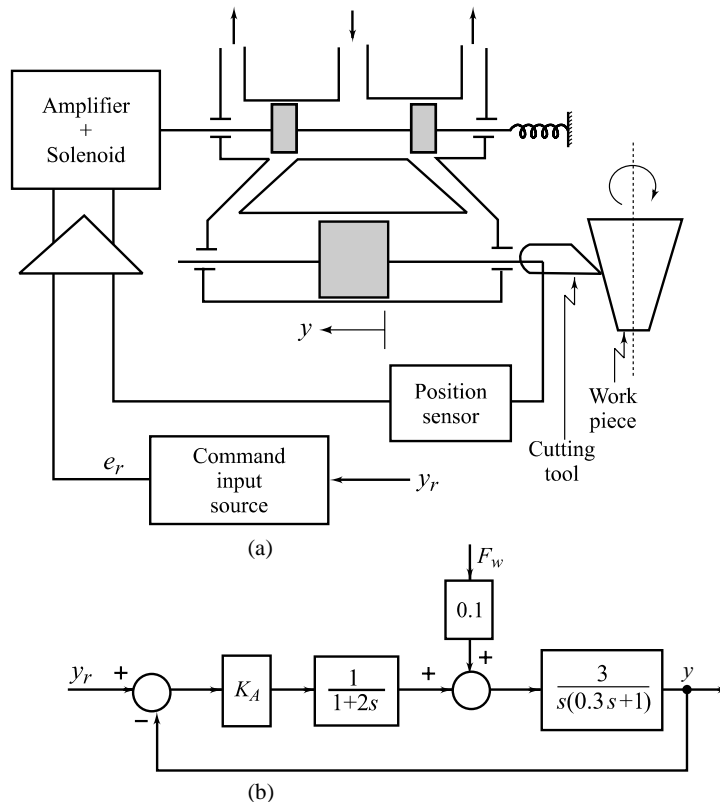 Amplifier
+
Solenoid
y
Position
sensor
Work
piece
Cutting
tool
e_r
Command
input
source
y_r
(a)
F_w
0.1
y_r
+
−
K_A
1
1+2s
+
+
3
s(0.3s+1)
y
(b)